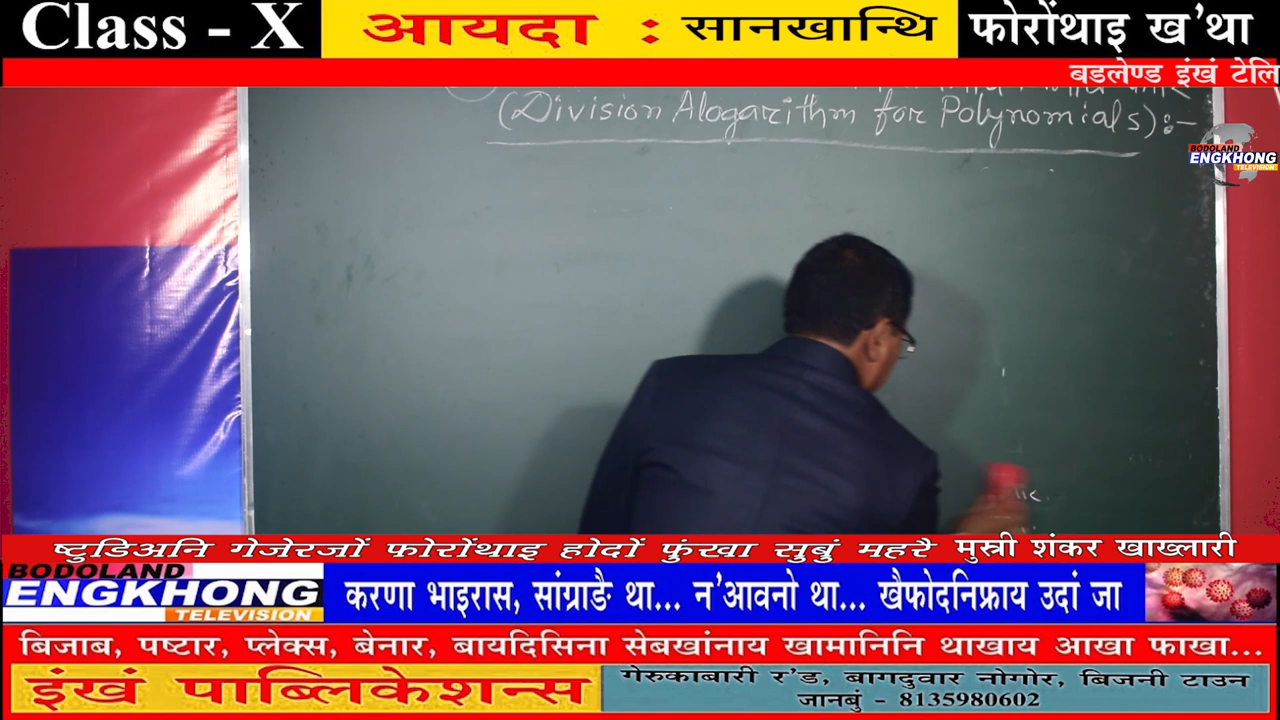 Class - X आयदा : सानखान्थि फोरोंथाइ ख'था
बडलेण्ड इंखं टेलि
(Division Alogarithm for Polynomials):-
BODOLAND
ENGKHONG
TELEVISION
ष्टुडिअनि गेजेरजों फोरोंथाइ होदों फुंखा सुबुं महरै मुस्री शंकर खाख्लारी
BODOLAND
ENGKHONG
TELEVISION
करणा भाइरास, सांग्राङै था... न'आवनो था... खैफोदनिफ्राय उदां जा
बिजाब, पष्टार, प्लेक्स, बेनार, बायदिसिना सेबखांनाय खामानिनि थाखाय आखा फाखा...
इंखं पाब्लिकेशन्स
गेरुकाबारी र'ड, बागदुवार नोगोर, बिजनी टाउन
जानबुं - 8135980602